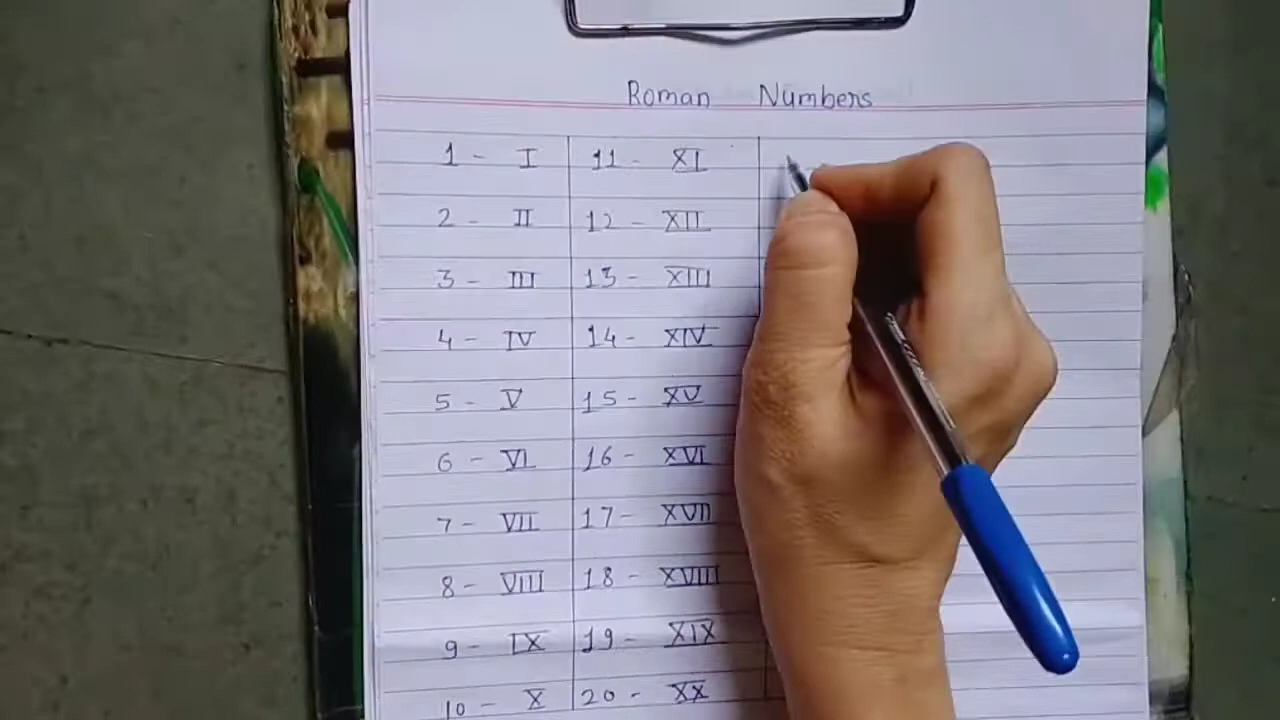 Roman Numbers
1 - I 11 - XI
2 - II 12 - XII
3 - III 13 - XIII
4 - IV 14 - XIV
5 - V 15 - XV
6 - VI 16 - XVI
7 - VII 17 - XVII
8 - VIII 18 - XVIII
9 - IX 19 - XIX
10 - X 20 - XX